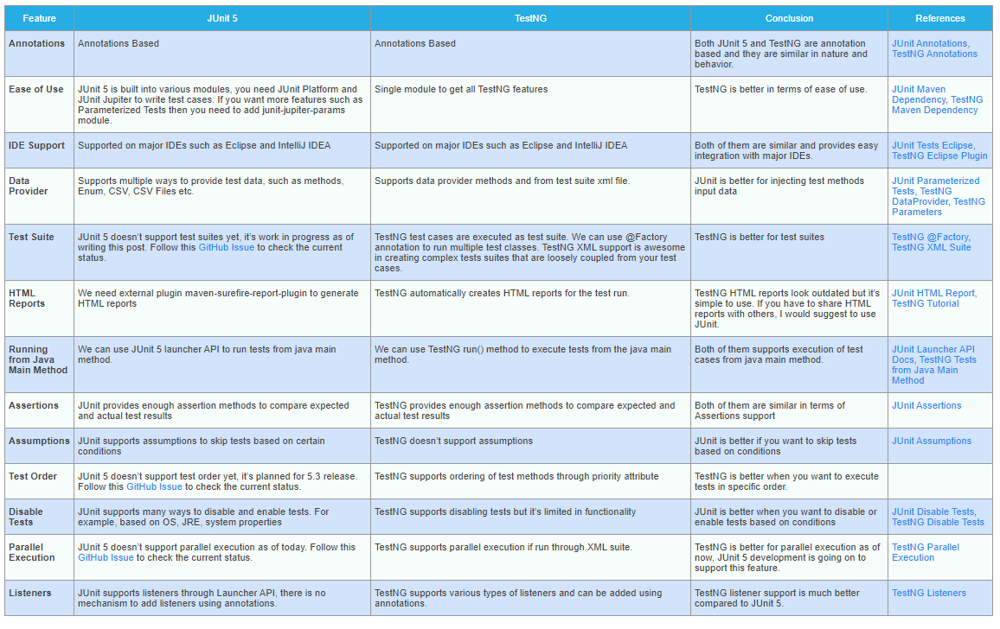 Feature JUnit 5 TestNG Conclusion References
Annotations
Annotations Based
Annotations Based
Both JUnit 5 and TestNG are annotation
based and they are similar in nature and
behavior.
JUnit Annotations,
TestNG Annotations
Ease of Use
JUnit 5 is built into various modules, you need JUnit Platform and
JUnit Jupiter to write test cases. If you want more features such as
Parameterized Tests then you need to add junit-jupiter-params
module.
Single module to get all TestNG features
TestNG is better in terms of ease of use.
JUnit Maven
Dependency, TestNG
Maven Dependency
IDE Support
Supported on major IDEs such as Eclipse and IntelliJ IDEA
Supported on major IDEs such as Eclipse and IntelliJ IDEA
Both of them are similar and provides easy
integration with major IDEs.
JUnit Tests Eclipse,
TestNG Eclipse Plugin
Data
Provider
Supports multiple ways to provide test data, such as methods,
Enum, CSV, CSV Files etc.
Supports data provider methods and from test suite xml file.
JUnit is better for injecting test methods
input data
JUnit Parameterized
Tests, TestNG
DataProvider, TestNG
Parameters
Test Suite
JUnit 5 doesn’t support test suites yet, it’s work in progress as of
writing this post. Follow this GitHub Issue to check the current
status.
TestNG test cases are executed as test suite. We can use @Factory
annotation to run multiple test classes. TestNG XML support is awesome
in creating complex tests suites that are loosely coupled from your test
cases.
TestNG is better for test suites
TestNG @Factory,
TestNG XML Suite
HTML
Reports
We need external plugin maven-surefire-report-plugin to generate
HTML reports
TestNG automatically creates HTML reports for the test run.
TestNG HTML reports look outdated but it’s
simple to use. If you have to share HTML
reports with others, I would suggest to use
JUnit.
JUnit HTML Report,
TestNG Tutorial
Running
from Java
Main Method
We can use JUnit 5 launcher API to run tests from java main
method.
We can use TestNG run() method to execute tests from the java main
method.
Both of them supports execution of test
cases from java main method.
JUnit Launcher API
Docs, TestNG Tests
from Java Main
Method
Assertions
JUnit provides enough assertion methods to compare expected
and actual test results
TestNG provides enough assertion methods to compare expected and
actual test results
Both of them are similar in terms of
Assertions support
JUnit Assertions
Assumptions
JUnit supports assumptions to skip tests based on certain
conditions
TestNG doesn’t support assumptions
JUnit is better if you want to skip tests
based on conditions
JUnit Assumptions
Test Order
JUnit 5 doesn’t support test order yet, it’s planned for 5.3 release.
Follow this GitHub Issue to check the current status.
TestNG supports ordering of test methods through priority attribute
TestNG is better when you want to execute
tests in specific order.
Disable
Tests
JUnit supports many ways to disable and enable tests. For
example, based on OS, JRE, system properties
TestNG supports disabling tests but it’s limited in functionality
JUnit is better when you want to disable or
enable tests based on conditions
JUnit Disable Tests,
TestNG Disable Tests
Parallel
Execution
JUnit 5 doesn’t support parallel execution as of today. Follow this
GitHub Issue to check the current status.
TestNG supports parallel execution if run through XML suite.
TestNG is better for parallel execution as of
now, JUnit 5 development is going on to
support this feature.
TestNG Parallel
Execution
Listeners
JUnit supports listeners through Launcher API, there is no
mechanism to add listeners using annotations.
TestNG supports various types of listeners and can be added using
annotations.
TestNG listener support is much better
compared to JUnit 5.
TestNG Listeners